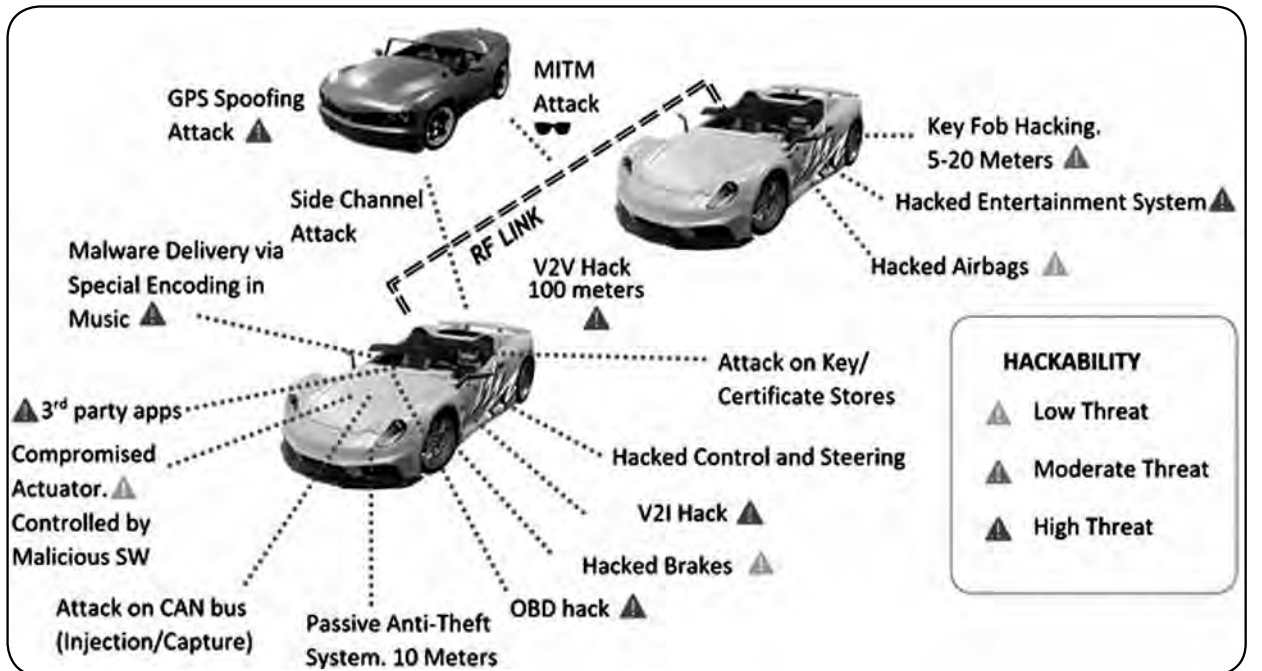 GPS Spoofing
Attack
MITM
Attack
Key Fob Hacking.
5-20 Meters
Side Channel
Attack
RF LINK
Hacked Entertainment System
Malware Delivery via
Special Encoding in
Music
V2V Hack
100 meters
Hacked Airbags
HACKABILITY
Low Threat
Moderate Threat
High Threat
3rd party apps
Attack on Key/
Certificate Stores
Compromised
Actuator.
Controlled by
Malicious SW
Hacked Control and Steering
V2I Hack
Hacked Brakes
OBD hack
Attack on CAN bus
(Injection/Capture)
Passive Anti-Theft
System. 10 Meters